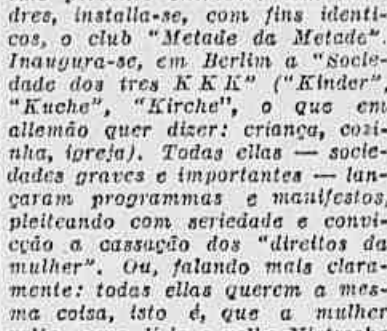 dres, installa-se, com fins identi-
cos, o club "Metade da Metade".
Inaugura-se, em Berlim a "Socie-
dade dos tres K K K" ("Kinder",
"Kuche", "Kirche", o que em
allemão quer dizer: criança, cozi-
nha, igreja). Todas ellas — socie-
dades graves e importantes — lan-
çaram programmas e manifestos,
pleiteando com seriedade e convi-
cção a cassação dos "direitos da
mulher". Ou, falando mais clara-
mente: todas ellas querem a mes-
ma coisa, isto é, que a mulher